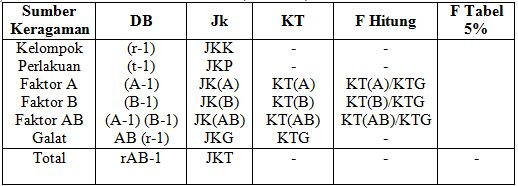 Sumber Keragaman | DB | Jk | KT | F Hitung | F Tabel 5%
Kelompok | (r-1) | JKK | - | - |
Perlakuan | (t-1) | JKP | - | - |
Faktor A | (A-1) | JK(A) | KT(A) | KT(A)/KTG |
Faktor B | (B-1) | JK(B) | KT(B) | KT(B)/KTG |
Faktor AB | (A-1) (B-1) | JK(AB) | KT(AB) | KT(AB)/KTG |
Galat | AB (r-1) | JKG | KTG | - |
Total | rAB-1 | JKT | - | - | -